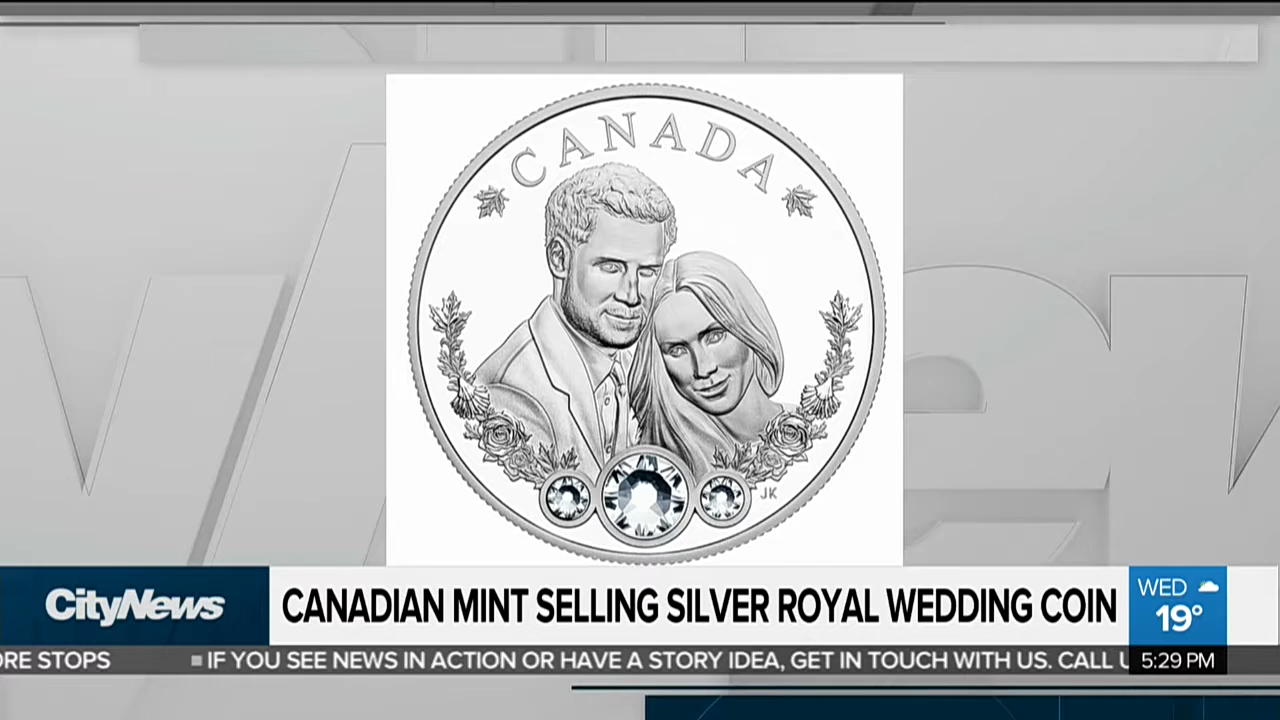 CANADA
JK
CityNews
CANADIAN MINT SELLING SILVER ROYAL WEDDING COIN
WED
19°
RE STOPS
■ IF YOU SEE NEWS IN ACTION OR HAVE A STORY IDEA, GET IN TOUCH WITH US. CALL
5:29 PM